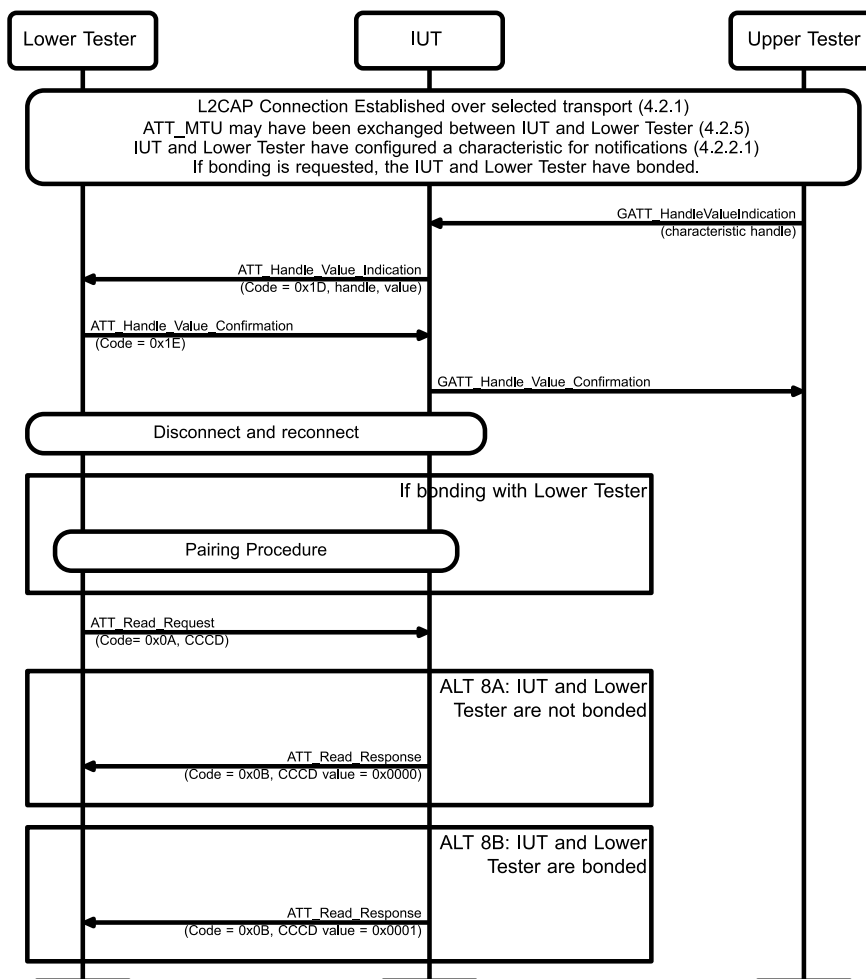 Lower Tester
IUT
Upper Tester
L2CAP Connection Established over selected transport (4.2.1)
ATT_MTU may have been exchanged between IUT and Lower Tester (4.2.5)
IUT and Lower Tester have configured a characteristic for notifications (4.2.2.1)
If bonding is requested, the IUT and Lower Tester have bonded.
GATT_HandleValueIndication
(characteristic handle)
ATT_Handle_Value_Indication
(Code = 0x1D, handle, value)
ATT_Handle_Value_Confirmation
(Code = 0x1E)
GATT_Handle_Value_Confirmation
Disconnect and reconnect
If bonding with Lower Tester
Pairing Procedure
ATT_Read_Request
(Code= 0x0A, CCCD)
ALT 8A: IUT and Lower
Tester are not bonded
ATT_Read_Response
(Code = 0x0B, CCCD value = 0x0000)
ALT 8B: IUT and Lower
Tester are bonded
ATT_Read_Response
(Code = 0x0B, CCCD value = 0x0001)